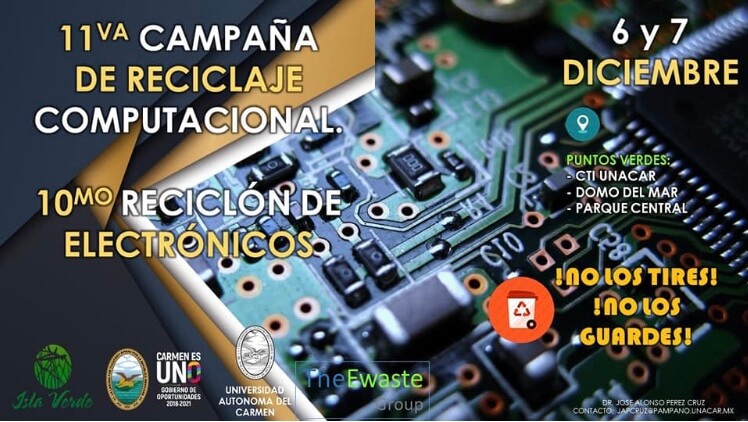 11VA CAMPAÑA
DE RECICLAJE
COMPUTACIONAL.
10MO RECICLÓN DE
ELECTRÓNICOS
6 y 7
DICIEMBRE
PUNTOS VERDES:
- CTI UNACAR
- DOMO DEL MAR
- PARQUE CENTRAL
!NO LOS TIRES!
!NO LOS
GUARDES!
Isla Verde
CARMEN ES
UNO
GOBIERNO DE
OPORTUNIDADES
2018-2021
UNIVERSIDAD
AUTONOMA DEL
CARMEN
TheEwaste
Group
DR. JOSE ALONSO PEREZ CRUZ
CONTACTO: JAPCRUZ@PAMPANO.UNACAR.MX